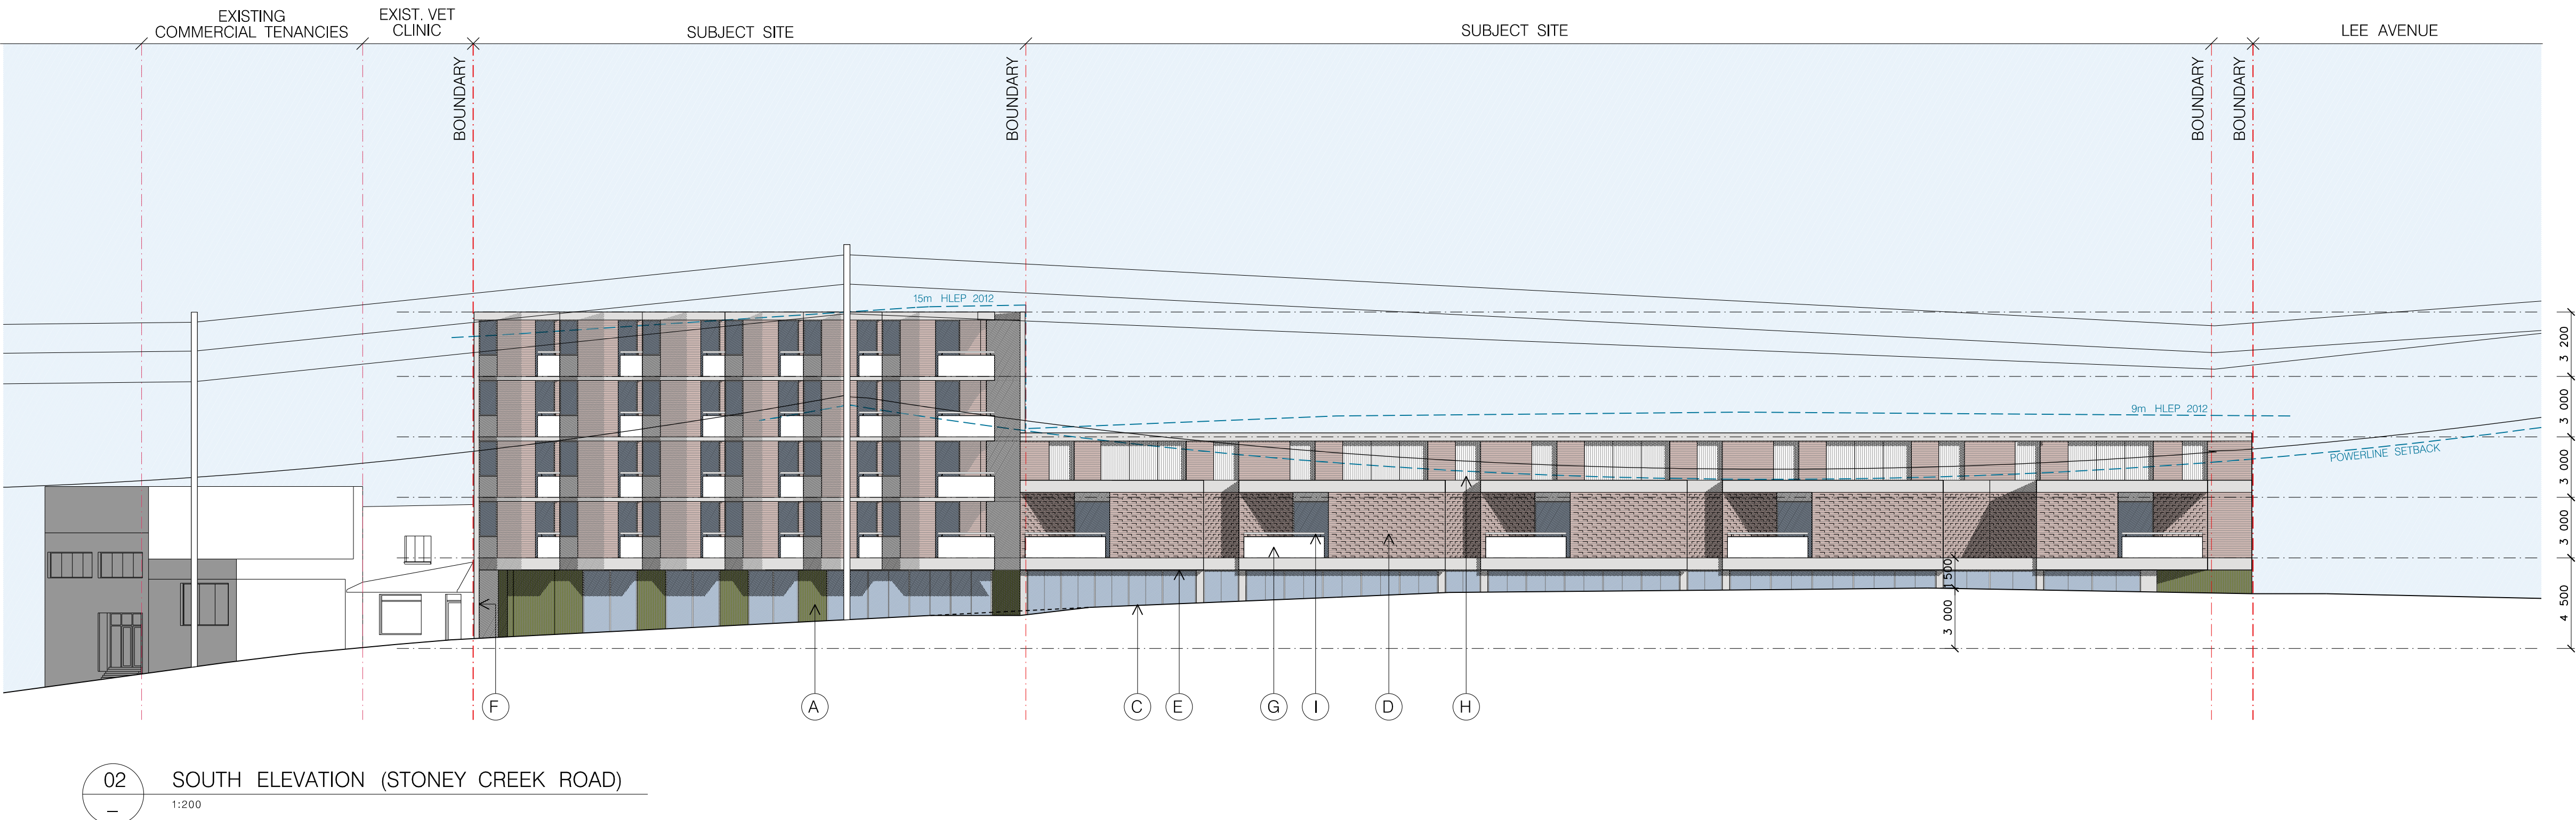 EXISTING
COMMERCIAL TENANCIES
EXIST. VET
CLINIC
SUBJECT SITE
SUBJECT SITE
LEE AVENUE
BOUNDARY
BOUNDARY
BOUNDARY
BOUNDARY
15m HLEP 2012
9m HLEP 2012
POWERLINE SETBACK
3 200
3 000
3 000
3 000
4 500
1 500
3 000
F
A
C
E
G
I
D
H
02
–
SOUTH ELEVATION (STONEY CREEK ROAD)
1:200